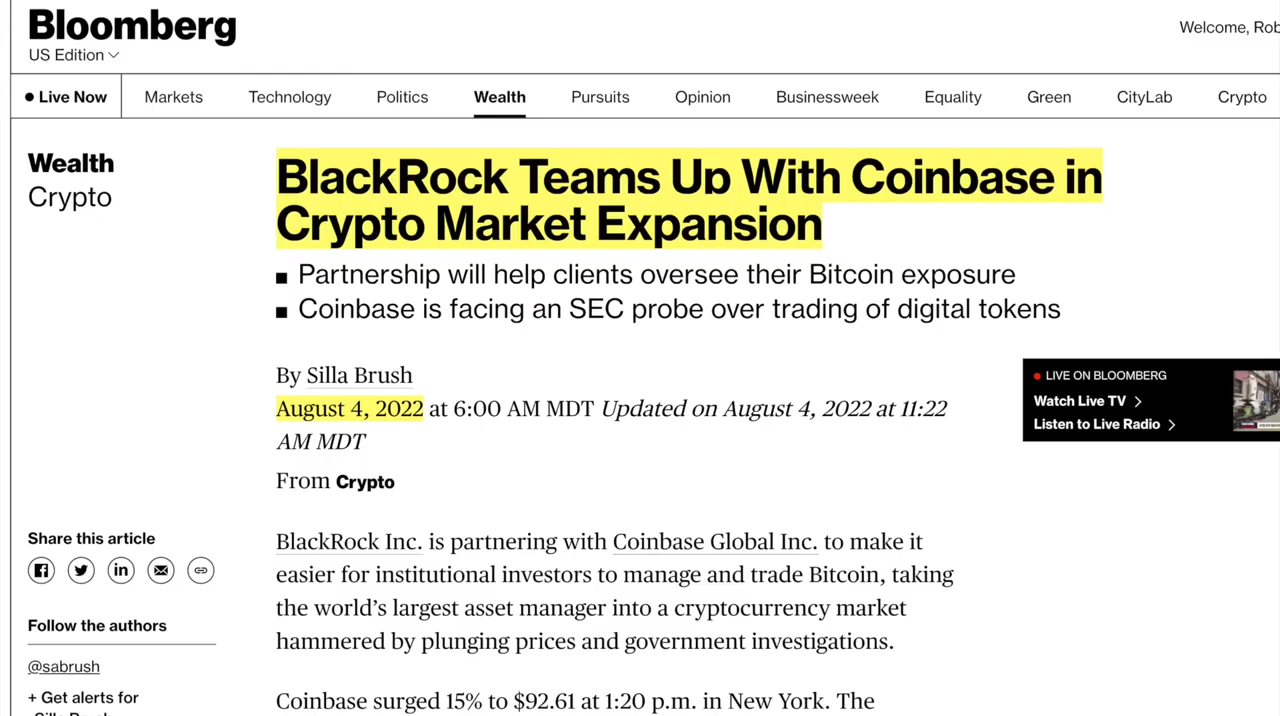 Bloomberg
US Edition
Welcome, Rob
Live Now Markets Technology Politics Wealth Pursuits Opinion Businessweek Equality Green CityLab Crypto
Wealth
Crypto
BlackRock Teams Up With Coinbase in
Crypto Market Expansion
Partnership will help clients oversee their Bitcoin exposure
Coinbase is facing an SEC probe over trading of digital tokens
By Silla Brush
August 4, 2022 at 6:00 AM MDT Updated on August 4, 2022 at 11:22
AM MDT
From Crypto
LIVE ON BLOOMBERG
Watch Live TV
Listen to Live Radio
Share this article
Follow the authors
@sabrush
+ Get alerts for
Silla Brush
BlackRock Inc. is partnering with Coinbase Global Inc. to make it
easier for institutional investors to manage and trade Bitcoin, taking
the world's largest asset manager into a cryptocurrency market
hammered by plunging prices and government investigations.
Coinbase surged 15% to $92.61 at 1:20 p.m. in New York. The